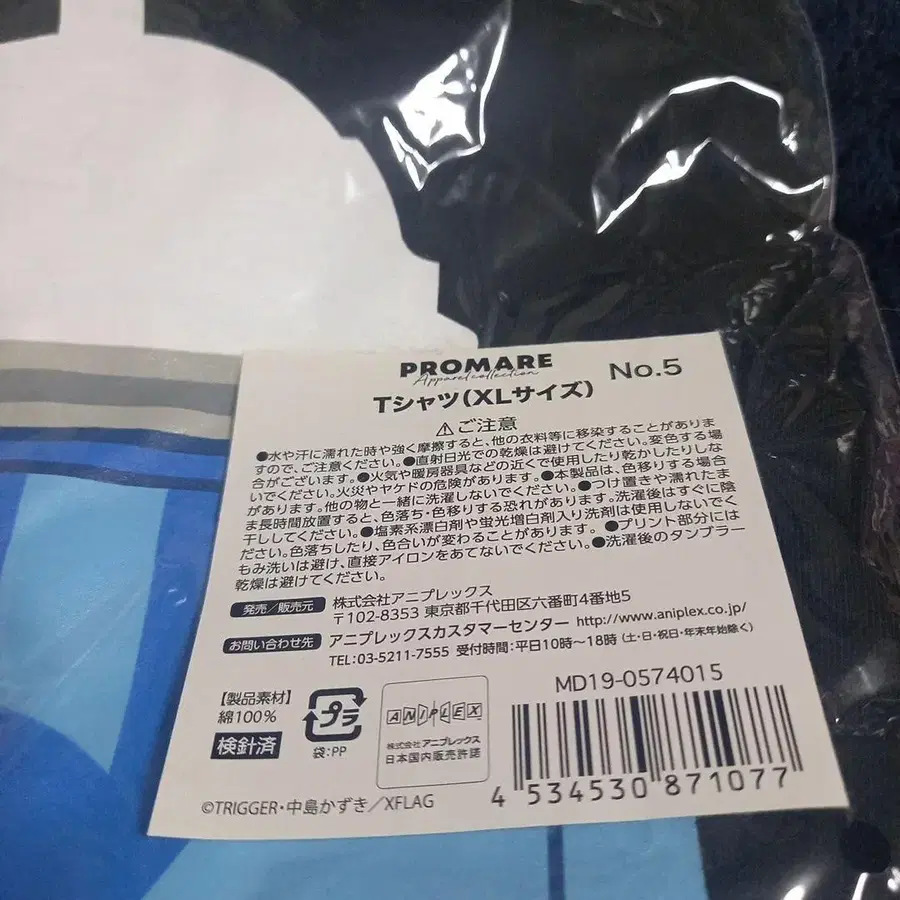 PROMARE
Apparel collection
No.5
Tシャツ(XLサイズ)
⚠ご注意
●水や汗に濡れた時や強く摩擦すると、他の衣料等に移染することがありま
すので、ご注意ください。●直射日光での乾燥は避けてください。変色する場
合がございます。●火気や暖房器具などの近くで使用したり乾かしたりしな
いでください。火災やヤケドの危険があります。●本製品は、色移りする場合
があります。他の物と一緒に洗濯しないでください。●つけ置きや濡れたま
ま長時間放置すると、色落ち・色移りする恐れがあります。洗濯後はすぐに陰
干ししてください。●塩素系漂白剤や蛍光増白剤入り洗剤は使用しないでく
ださい。色落ちしたり、色合いが変わることがあります。●プリント部分には
もみ洗いは避け、直接アイロンをあてないでください。●洗濯後のタンブラー
乾燥は避けてください。
発売/販売元 株式会社アニプレックス
〒102-8353 東京都千代田区六番町4番地5
お問い合わせ先 アニプレックスカスタマーセンター http://www.aniplex.co.jp/
TEL:03-5211-7555 受付時間:平日10時〜18時(土・日・祝日・年末年始除く)
【製品素材】
綿100%
検針済
プラ
袋:PP
ANIPLEX
株式会社アニプレックス
日本国内販売許諾
MD19-0574015
4 534530 871077
©TRIGGER・中島かずき/XFLAG